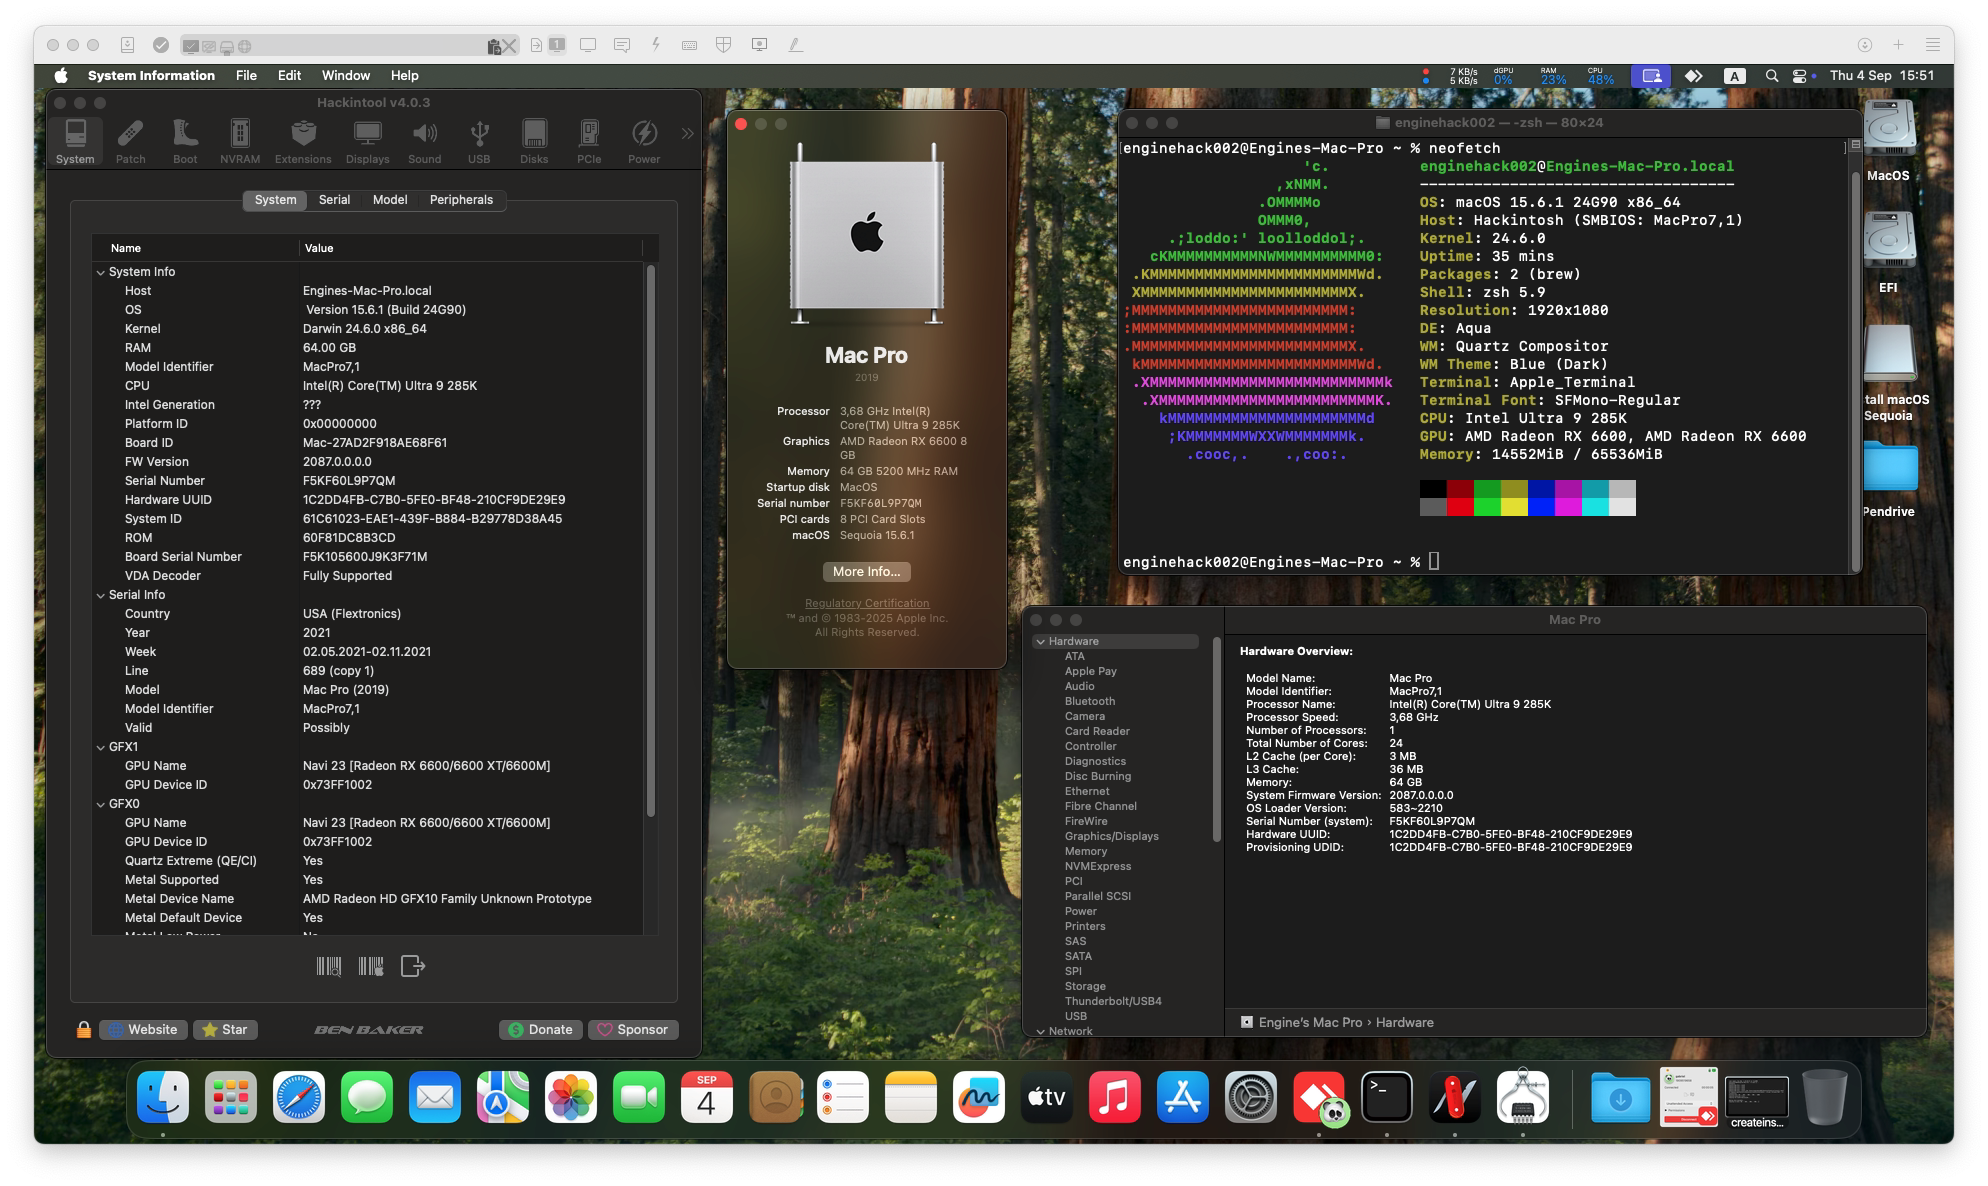 1
System Information File Edit Window Help
7 KB/s
5 KB/s
dGPU
0%
RAM
23%
CPU
48%
A
Thu 4 Sep 15:51
Hackintool v4.0.3
System Patch Boot NVRAM Extensions Displays Sound USB Disks PCIe Power
System Serial Model Peripherals
Name Value
System Info
Host Engines-Mac-Pro.local
OS Version 15.6.1 (Build 24G90)
Kernel Darwin 24.6.0 x86_64
RAM 64.00 GB
Model Identifier MacPro7,1
CPU Intel(R) Core(TM) Ultra 9 285K
Intel Generation ???
Platform ID 0x00000000
Board ID Mac-27AD2F918AE68F61
FW Version 2087.0.0.0.0
Serial Number F5KF60L9P7QM
Hardware UUID 1C2DD4FB-C7B0-5FE0-BF48-210CF9DE29E9
System ID 61C61023-EAE1-439F-B884-B29778D38A45
ROM 60F81DC8B3CD
Board Serial Number F5K105600J9K3F71M
VDA Decoder Fully Supported
Serial Info
Country USA (Flextronics)
Year 2021
Week 02.05.2021-02.11.2021
Line 689 (copy 1)
Model Mac Pro (2019)
Model Identifier MacPro7,1
Valid Possibly
GFX1
GPU Name Navi 23 [Radeon RX 6600/6600 XT/6600M]
GPU Device ID 0x73FF1002
GFX0
GPU Name Navi 23 [Radeon RX 6600/6600 XT/6600M]
GPU Device ID 0x73FF1002
Quartz Extreme (QE/CI) Yes
Metal Supported Yes
Metal Device Name AMD Radeon HD GFX10 Family Unknown Prototype
Metal Default Device Yes
Website Star BEN BAKER Donate Sponsor
Mac Pro
2019
Processor 3,68 GHz Intel(R)
Core(TM) Ultra 9 285K
Graphics AMD Radeon RX 6600 8
GB
Memory 64 GB 5200 MHz RAM
Startup disk MacOS
Serial number F5KF60L9P7QM
PCI cards 8 PCI Card Slots
macOS Sequoia 15.6.1
More Info...
Regulatory Certification
™ and © 1983-2025 Apple Inc.
All Rights Reserved.
enginehack002 — -zsh — 80×24
[enginehack002@Engines-Mac-Pro ~ % neofetch ]
'c. enginehack002@Engines-Mac-Pro.local
,xNMM. -----------------------------------
.OMMMMo OS: macOS 15.6.1 24G90 x86_64
OMMM0, Host: Hackintosh (SMBIOS: MacPro7,1)
.;loddo:' loolloddol;. Kernel: 24.6.0
cKMMMMMMMMMMNWMMMMMMMMMM0: Uptime: 35 mins
.KMMMMMMMMMMMMMMMMMMMMMMMWd. Packages: 2 (brew)
XMMMMMMMMMMMMMMMMMMMMMMMX. Shell: zsh 5.9
;MMMMMMMMMMMMMMMMMMMMMMMM: Resolution: 1920x1080
:MMMMMMMMMMMMMMMMMMMMMMMM: DE: Aqua
.MMMMMMMMMMMMMMMMMMMMMMMMX. WM: Quartz Compositor
kMMMMMMMMMMMMMMMMMMMMMMMMWd. WM Theme: Blue (Dark)
.XMMMMMMMMMMMMMMMMMMMMMMMMMMk Terminal: Apple_Terminal
.XMMMMMMMMMMMMMMMMMMMMMMMMK. Terminal Font: SFMono-Regular
kMMMMMMMMMMMMMMMMMMMMMMd CPU: Intel Ultra 9 285K
;KMMMMMMMWXXWMMMMMMMk. GPU: AMD Radeon RX 6600, AMD Radeon RX 6600
.cooc,. .,coo:. Memory: 14552MiB / 65536MiB
enginehack002@Engines-Mac-Pro ~ %
MacOS
EFI
tall macOS
Sequoia
Pendrive
Mac Pro
Hardware
ATA
Apple Pay
Audio
Bluetooth
Camera
Card Reader
Controller
Diagnostics
Disc Burning
Ethernet
Fibre Channel
FireWire
Graphics/Displays
Memory
NVMExpress
PCI
Parallel SCSI
Power
Printers
SAS
SATA
SPI
Storage
Thunderbolt/USB4
USB
Network
Hardware Overview:
Model Name: Mac Pro
Model Identifier: MacPro7,1
Processor Name: Intel(R) Core(TM) Ultra 9 285K
Processor Speed: 3,68 GHz
Number of Processors: 1
Total Number of Cores: 24
L2 Cache (per Core): 3 MB
L3 Cache: 36 MB
Memory: 64 GB
System Firmware Version: 2087.0.0.0.0
OS Loader Version: 583~2210
Serial Number (system): F5KF60L9P7QM
Hardware UUID: 1C2DD4FB-C7B0-5FE0-BF48-210CF9DE29E9
Provisioning UDID: 1C2DD4FB-C7B0-5FE0-BF48-210CF9DE29E9
Engine's Mac Pro › Hardware
SEP
4
tv
>_
createins...